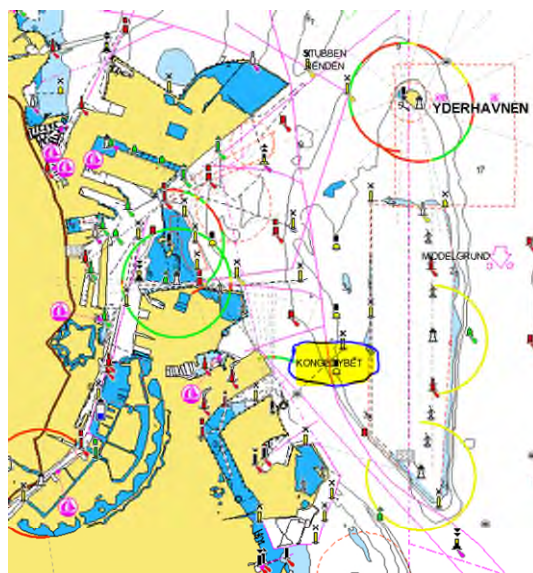 STUBBEN
RENDEN
YDERHAVNEN
17
MIDDELGRUND
KONGEDYBET